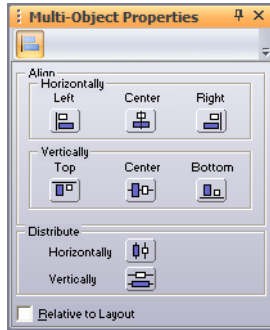 Multi-Object Properties
Align
Horizontally
Left Center Right
Vertically
Top Center Bottom
Distribute
Horizontally
Vertically
Relative to Layout